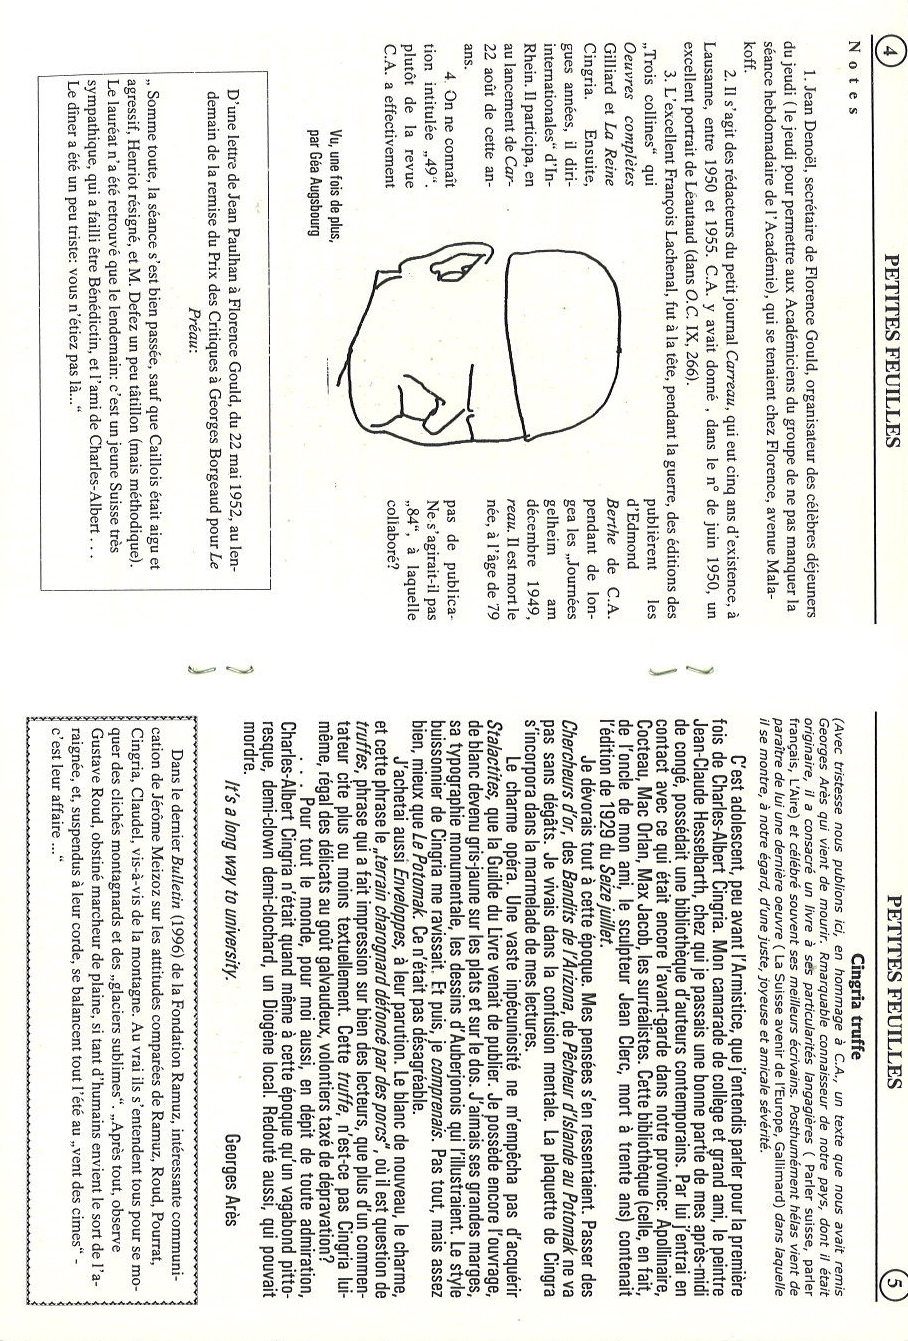 4
PETITES FEUILLES
N o t e s
1. Jean Denoël, secrétaire de Florence Gould, organisateur des célèbres déjeuners
du jeudi ( le jeudi pour permettre aux Académiciens du groupe de ne pas manquer la
séance hebdomadaire de l'Académie), qui se tenaient chez Florence, avenue Mala-
koff.
2. Il s'agit des rédacteurs du petit journal Carreau, qui eut cinq ans d'existence, à
Lausanne, entre 1950 et 1955. C.A. y avait donné , dans le n° de juin 1950, un
excellent portrait de Léautaud (dans O.C. IX, 266).
3. L'excellent François Lachenal, fut à la tête, pendant la guerre, des éditions des
„Trois collines" qui
Oeuvres complètes
Gilliard et La Reine
Cingria. Ensuite,
gues années, il diri-
internationales" d'In-
Rhein. Il participa, en
au lancement de Car-
22 août de cette an-
ans.
4. On ne connaît
tion intitulée „49".
plutôt de la revue
C.A. a effectivement
publièrent les
d'Edmond
Berthe de C.A.
pendant de lon-
gea les „Journées
gelheim am
décembre 1949,
reau. Il est mort le
née, à l'âge de 79
pas de publica-
Ne s'agirait-il pas
„84", à laquelle
collaboré?
Vu, une fois de plus,
par Géa Augsbourg
D'une lettre de Jean Paulhan à Florence Gould, du 22 mai 1952, au len-
demain de la remise du Prix des Critiques à Georges Borgeaud pour Le
Préau:
„ Somme toute, la séance s'est bien passée, sauf que Caillois était aigu et
agressif, Henriot résigné, et M. Defez un peu tâtillon (mais méthodique).
Le lauréat n'a été retrouvé que le lendemain: c'est un jeune Suisse très
sympathique, qui a failli être Bénédictin, et l'ami de Charles-Albert . . .
Le dîner a été un peu triste: vous n'étiez pas là..."
PETITES FEUILLES
5
Cingria truffe
(Avec tristesse nous publions ici, en hommage à C.A., un texte que nous avait remis
Georges Arès qui vient de mourir. Rmarquable connaisseur de notre pays, dont il était
originaire, il a consacré un livre à ses particularités langagières ( Parler suisse, parler
français, L'Aire) et célébré souvent ses meilleurs écrivains. Posthumément hélas vient de
paraître de lui une dernière oeuvre ( La Suisse avenir de l'Europe, Gallimard) dans laquelle
il se montre, à notre égard, d'une juste, joyeuse et amicale sévérité.
C'est adolescent, peu avant l'Armistice, que j'entendis parler pour la première
fois de Charles-Albert Cingria. Mon camarade de collège et grand ami, le peintre
Jean-Claude Hesselbarth, chez qui je passais une bonne partie de mes après-midi
de congé, possédait une bibliothèque d'auteurs contemporains. Par lui j'entrai en
contact avec ce qui était encore l'avant-garde dans notre province: Apollinaire,
Cocteau, Mac Orlan, Max Jacob, les surréalistes. Cette bibliothèque (celle, en fait,
de l'oncle de mon ami, le sculpteur Jean Clerc, mort à trente ans) contenait
l'édition de 1929 du Seize juillet.
Je dévorais tout à cette époque. Mes pensées s'en ressentaient. Passer des
Chercheurs d'or, des Bandits de l'Arizona, de Pêcheur d'Islande au Potomak ne va
pas sans dégâts. Je vivrais dans la confusion mentale. La plaquette de Cingra
s'incorpora dans la marmelade de mes lectures.
Le charme opéra. Une vaste inpécuniosité ne m'empêcha pas d'acquérir
Stalactites, que la Guilde du Livre venait de publier. Je possède encore l'ouvrage,
de blanc devenu gris-jaune sur les plats et sur le dos. J'aimais ses grandes marges,
sa typographie monumentale, les dessins d'Auberjonois qui l'illustraient. Le style
buissonnier de Cingria me ravissait. Et puis, je comprenais. Pas tout, mais assez
bien, mieux que Le Potomak. Ce n'était pas désagréable.
J'achetai aussi Enveloppes, à leur parution. Le blanc de nouveau, le charme,
et cette phrase le „terrain charognard défoncé par des porcs", où il est question de
truffes, phrase qui a fait impression sur bien des lecteurs, que plus d'un commen-
tateur cite plus ou moins textuellement. Cette truffe, n'est-ce pas Cingria lui-
même, régal des délicats au goût galvaudeux, volontiers taxé de dépravation?
. . . Pour tout le monde, pour moi aussi, en dépit de toute admiration,
Charles-Albert Cingria n'était quand même à cette époque qu'un vagabond pitto-
resque, demi-clown demi-clochard, un Diogène local. Redouté aussi, qui pouvait
mordre.
It's a long way to university.
Georges Arès
Dans le dernier Bulletin (1996) de la Fondation Ramuz, intéressante communi-
cation de Jérôme Meizoz sur les attitudes comparées de Ramuz, Roud, Pourrat,
Cingria, Claudel, vis-à-vis de la montagne. Au vrai ils s'entendent tous pour se mo-
quer des clichés montagnards et des „glaciers sublimes". „Après tout, observe
Gustave Roud, obstiné marcheur de plaine, si tant d'humains envient le sort de l'a-
raignée, et, suspendus à leur corde, se balancent tout l'été au „vent des cimes" -
c'est leur affaire ..."